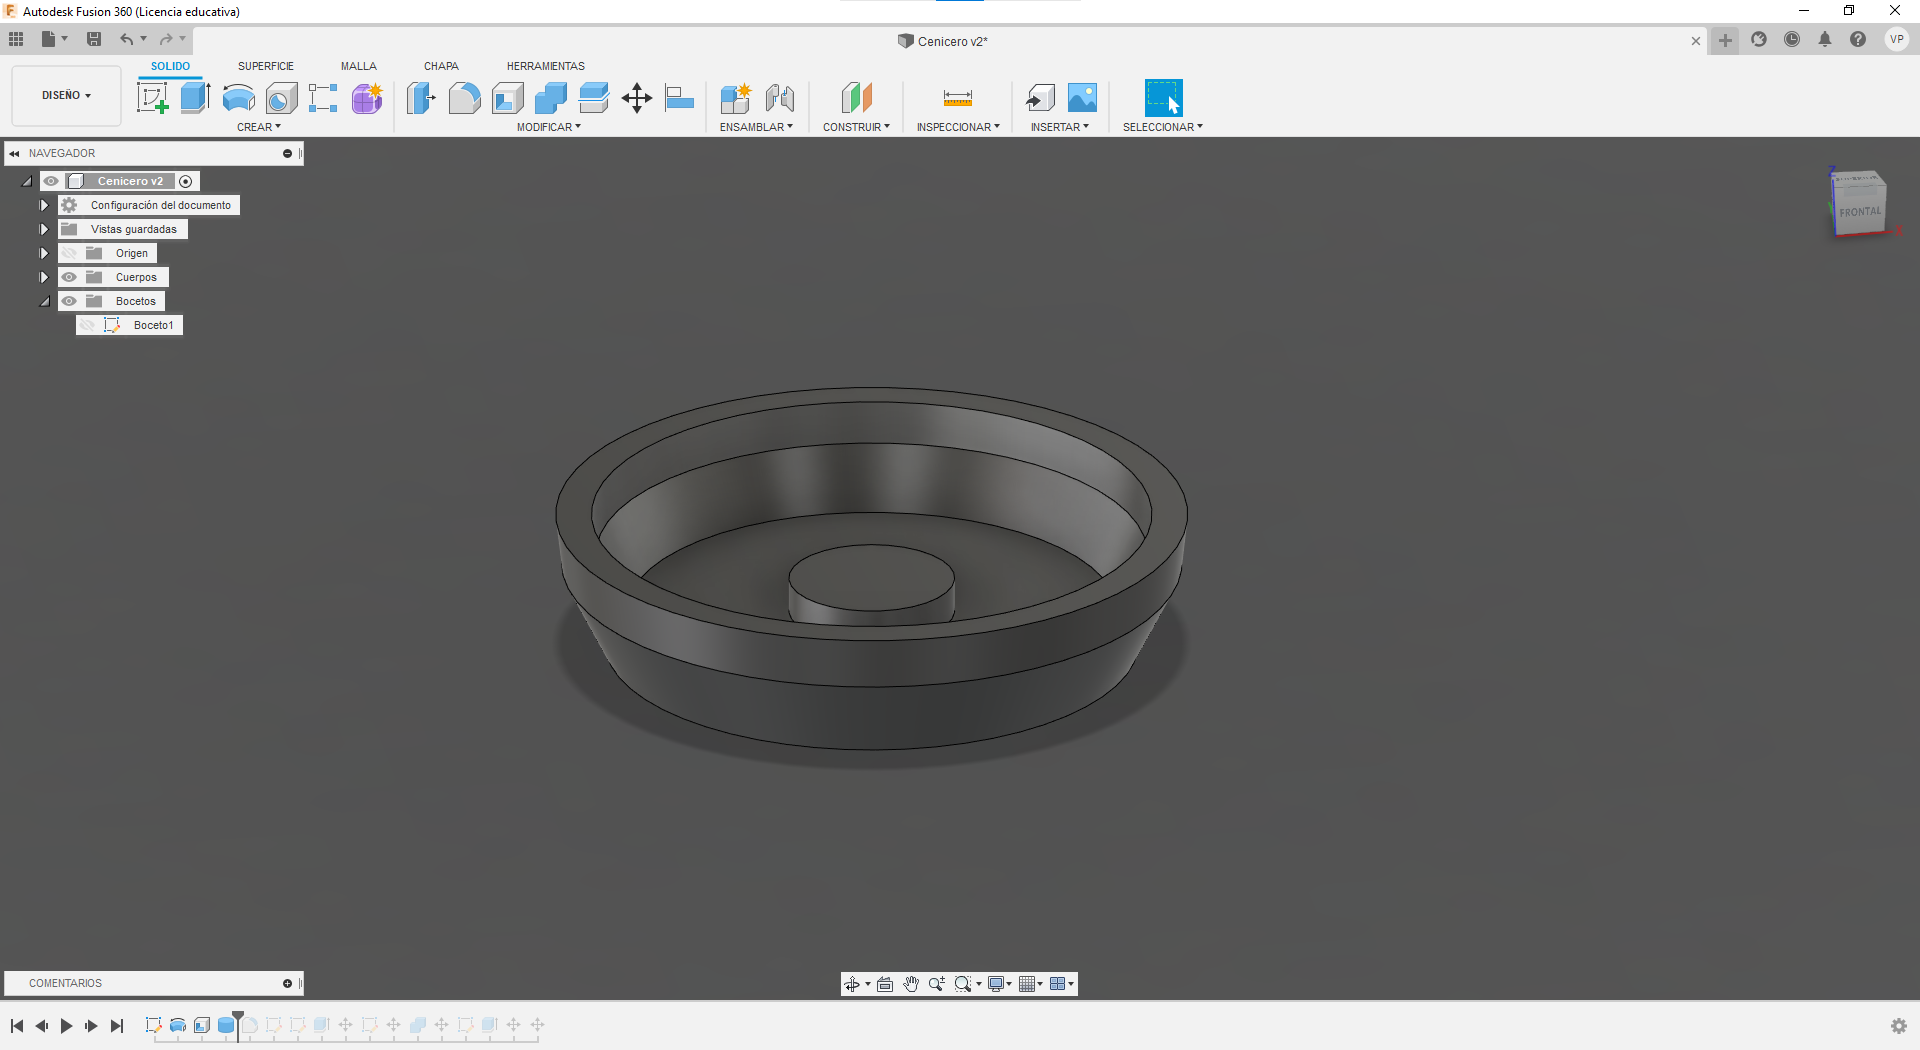 Autodesk Fusion 360 (Licencia educativa)
Cenicero v2*
VP
DISEÑO
SOLIDO SUPERFICIE MALLA CHAPA HERRAMIENTAS
CREAR MODIFICAR ENSAMBLAR CONSTRUIR INSPECCIONAR INSERTAR SELECCIONAR
NAVEGADOR
Cenicero v2
Configuración del documento
Vistas guardadas
Origen
Cuerpos
Bocetos
Boceto1
Z
FRONTAL
X
COMENTARIOS